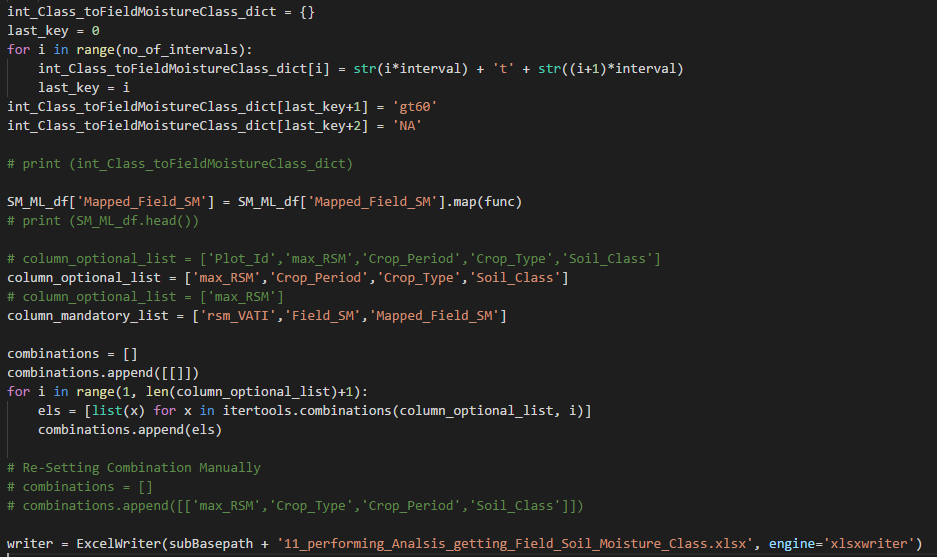 int_Class_toFieldMoistureClass_dict = {}
last_key = 0
for i in range(no_of_intervals):
    int_Class_toFieldMoistureClass_dict[i] = str(i*interval) + 't' + str((i+1)*interval)
    last_key = i
int_Class_toFieldMoistureClass_dict[last_key+1] = 'gt60'
int_Class_toFieldMoistureClass_dict[last_key+2] = 'NA'

# print (int_Class_toFieldMoistureClass_dict)

SM_ML_df['Mapped_Field_SM'] = SM_ML_df['Mapped_Field_SM'].map(func)
# print (SM_ML_df.head())

# column_optional_list = ['Plot_Id','max_RSM','Crop_Period','Crop_Type','Soil_Class']
column_optional_list = ['max_RSM','Crop_Period','Crop_Type','Soil_Class']
# column_optional_list = ['max_RSM']
column_mandatory_list = ['rsm_VATI','Field_SM','Mapped_Field_SM']

combinations = []
combinations.append([[]])
for i in range(1, len(column_optional_list)+1):
    els = [list(x) for x in itertools.combinations(column_optional_list, i)]
    combinations.append(els)

# Re-Setting Combination Manually
# combinations = []
# combinations.append([['max_RSM','Crop_Type','Crop_Period','Soil_Class']])

writer = ExcelWriter(subBasepath + '11_performing_Analsis_getting_Field_Soil_Moisture_Class.xlsx', engine='xlsxwriter')